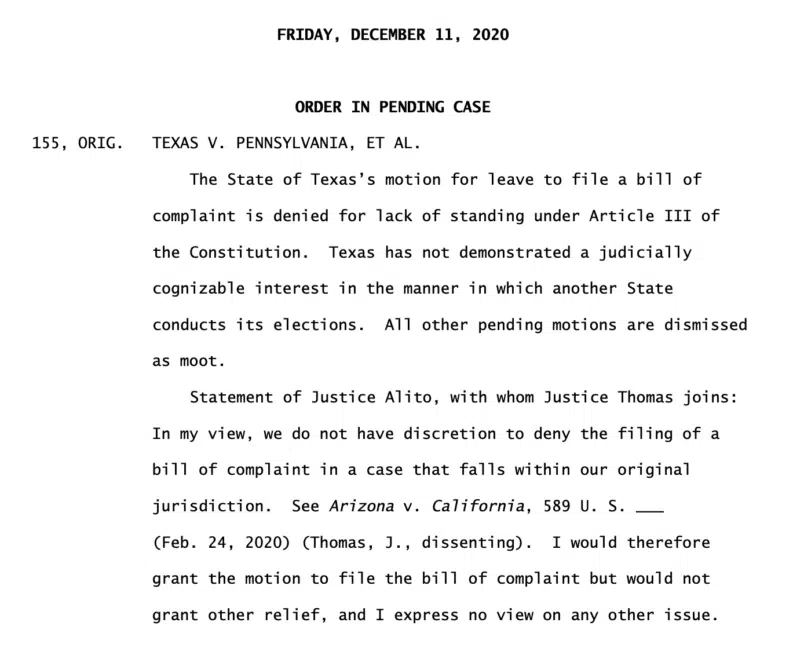 FRIDAY, DECEMBER 11, 2020
ORDER IN PENDING CASE
155, ORIG. TEXAS V. PENNSYLVANIA, ET AL.
The State of Texas’s motion for leave to file a bill of
complaint is denied for lack of standing under Article III of
the Constitution. Texas has not demonstrated a judicially
cognizable interest in the manner in which another State
conducts its elections. All other pending motions are dismissed
as moot.
Statement of Justice Alito, with whom Justice Thomas joins:
In my view, we do not have discretion to deny the filing of a
bill of complaint in a case that falls within our original
jurisdiction. See Arizona v. California, 589 U. S. ___
(Feb. 24, 2020) (Thomas, J., dissenting). I would therefore
grant the motion to file the bill of complaint but would not
grant other relief, and I express no view on any other issue.